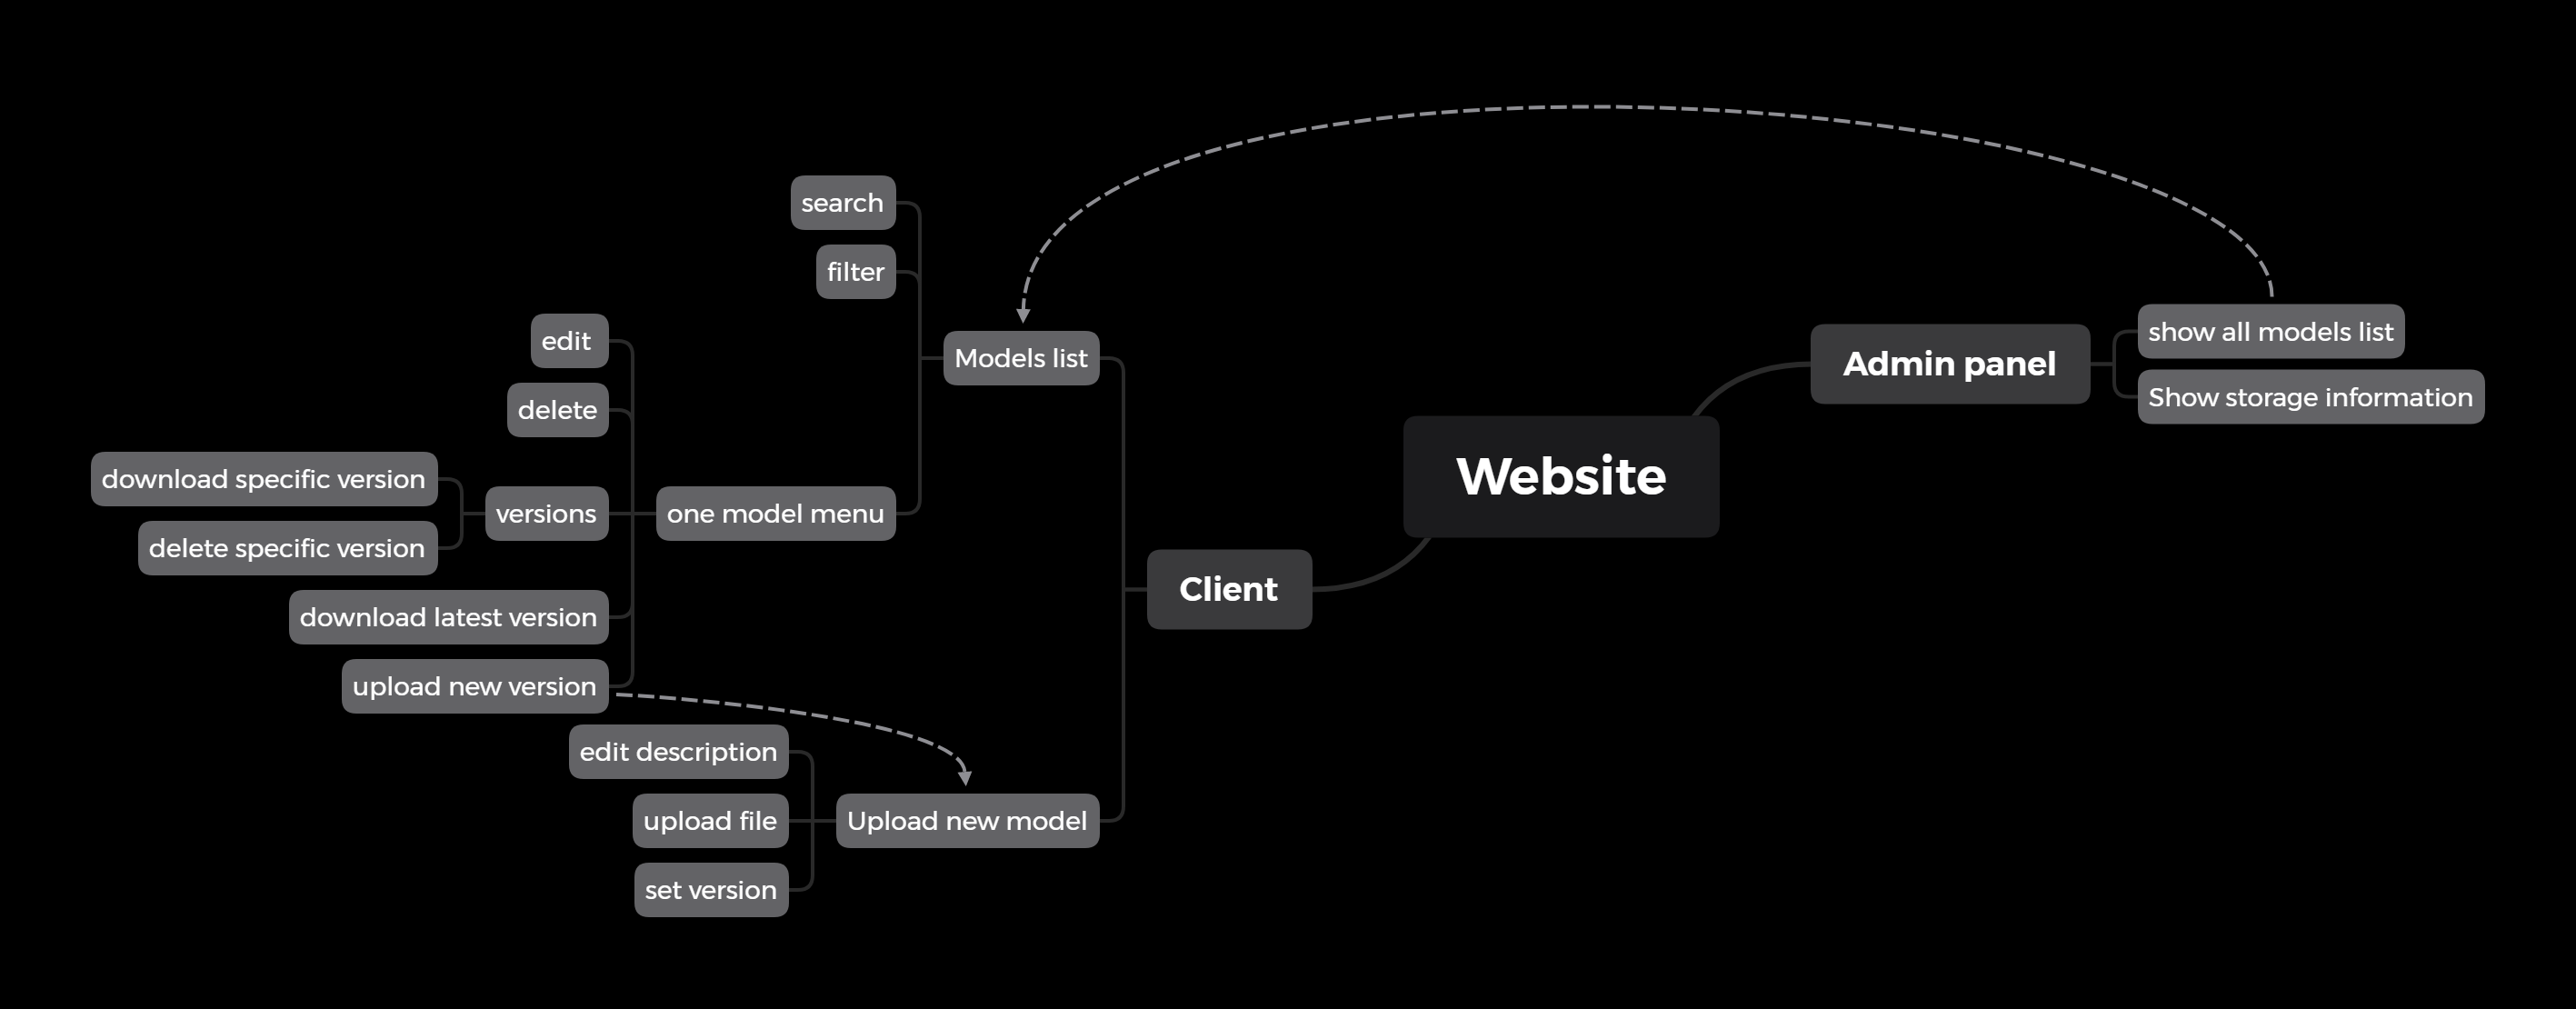 search
filter
edit
show all models list
Models list
Admin panel
Show storage information
delete
Website
download specific version
versions
one model menu
delete specific version
Client
download latest version
upload new version
edit description
upload file
Upload new model
set version